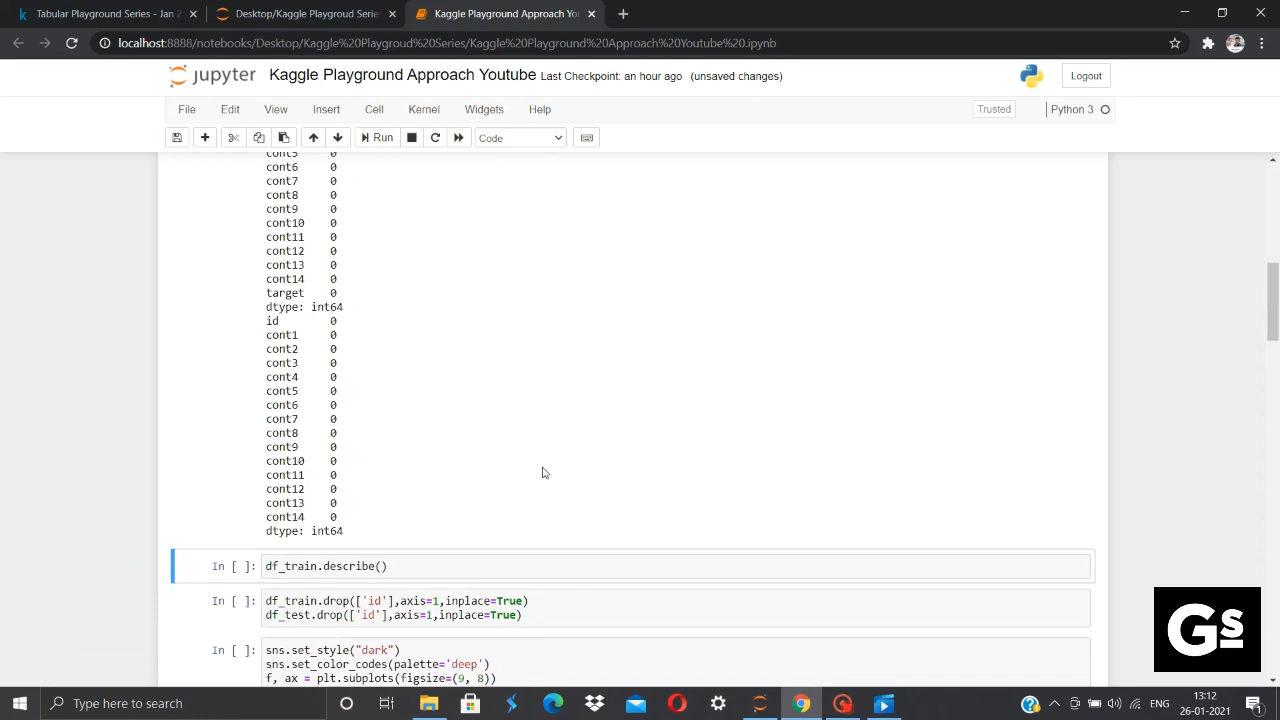 Tabular Playground Series - Jan 2
Desktop/Kaggle Playgroud Series
Kaggle Playground Approach You
localhost:8888/notebooks/Desktop/Kaggle%20Playgroud%20Series/Kaggle%20Playground%20Approach%20Youtube%20.ipynb
jupyter Kaggle Playground Approach Youtube Last Checkpoint: an hour ago (unsaved changes)
Logout
File Edit View Insert Cell Kernel Widgets Help
Trusted
Python 3
Run
Code
cont5 0
cont6 0
cont7 0
cont8 0
cont9 0
cont10 0
cont11 0
cont12 0
cont13 0
cont14 0
target 0
dtype: int64
id 0
cont1 0
cont2 0
cont3 0
cont4 0
cont5 0
cont6 0
cont7 0
cont8 0
cont9 0
cont10 0
cont11 0
cont12 0
cont13 0
cont14 0
dtype: int64
In [ ]: df_train.describe()
In [ ]: df_train.drop(['id'],axis=1,inplace=True)
df_test.drop(['id'],axis=1,inplace=True)
In [ ]: sns.set_style("dark")
sns.set_color_codes(palette='deep')
f, ax = plt.subplots(figsize=(9, 8))
Gs
Type here to search
ENG
13:12
26-01-2021
1